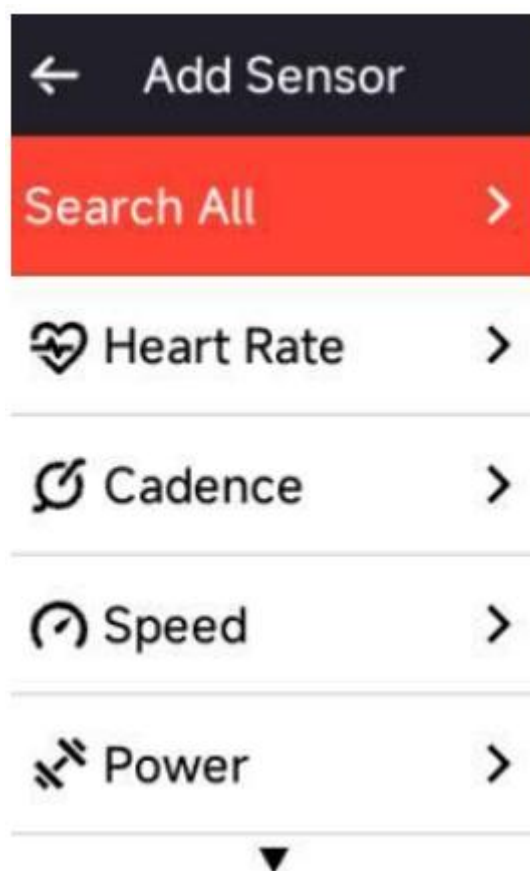 Add Sensor
Search All
Heart Rate
Cadence
Speed
Power